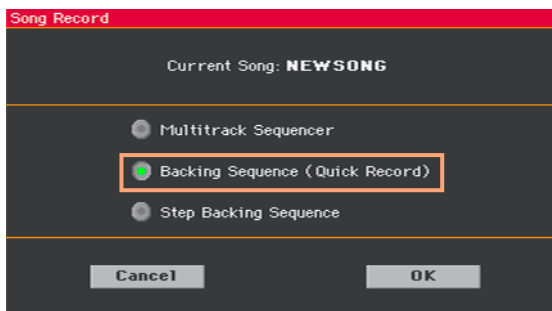 Song Record
Current Song: NEWSONG
Multitrack Sequencer
Backing Sequence (Quick Record)
Step Backing Sequence
Cancel OK